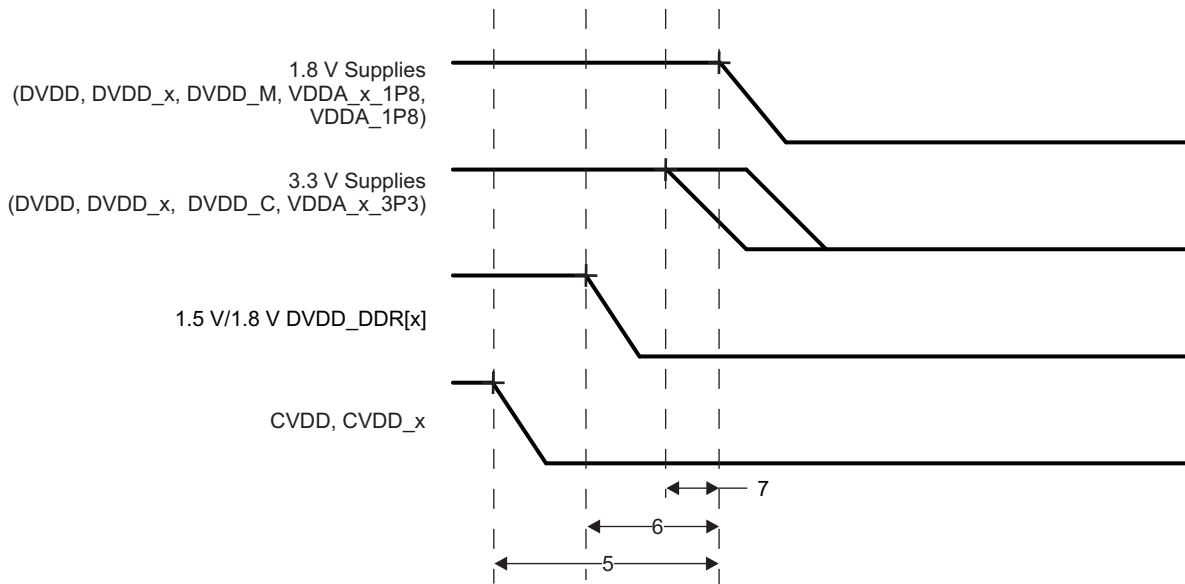 1.8 V Supplies
(DVDD, DVDD_x, DVDD_M, VDDA_x_1P8,
VDDA_1P8)
3.3 V Supplies
(DVDD, DVDD_x, DVDD_C, VDDA_x_3P3)
1.5 V/1.8 V DVDD_DDR[x]
CVDD, CVDD_x
7
6
5